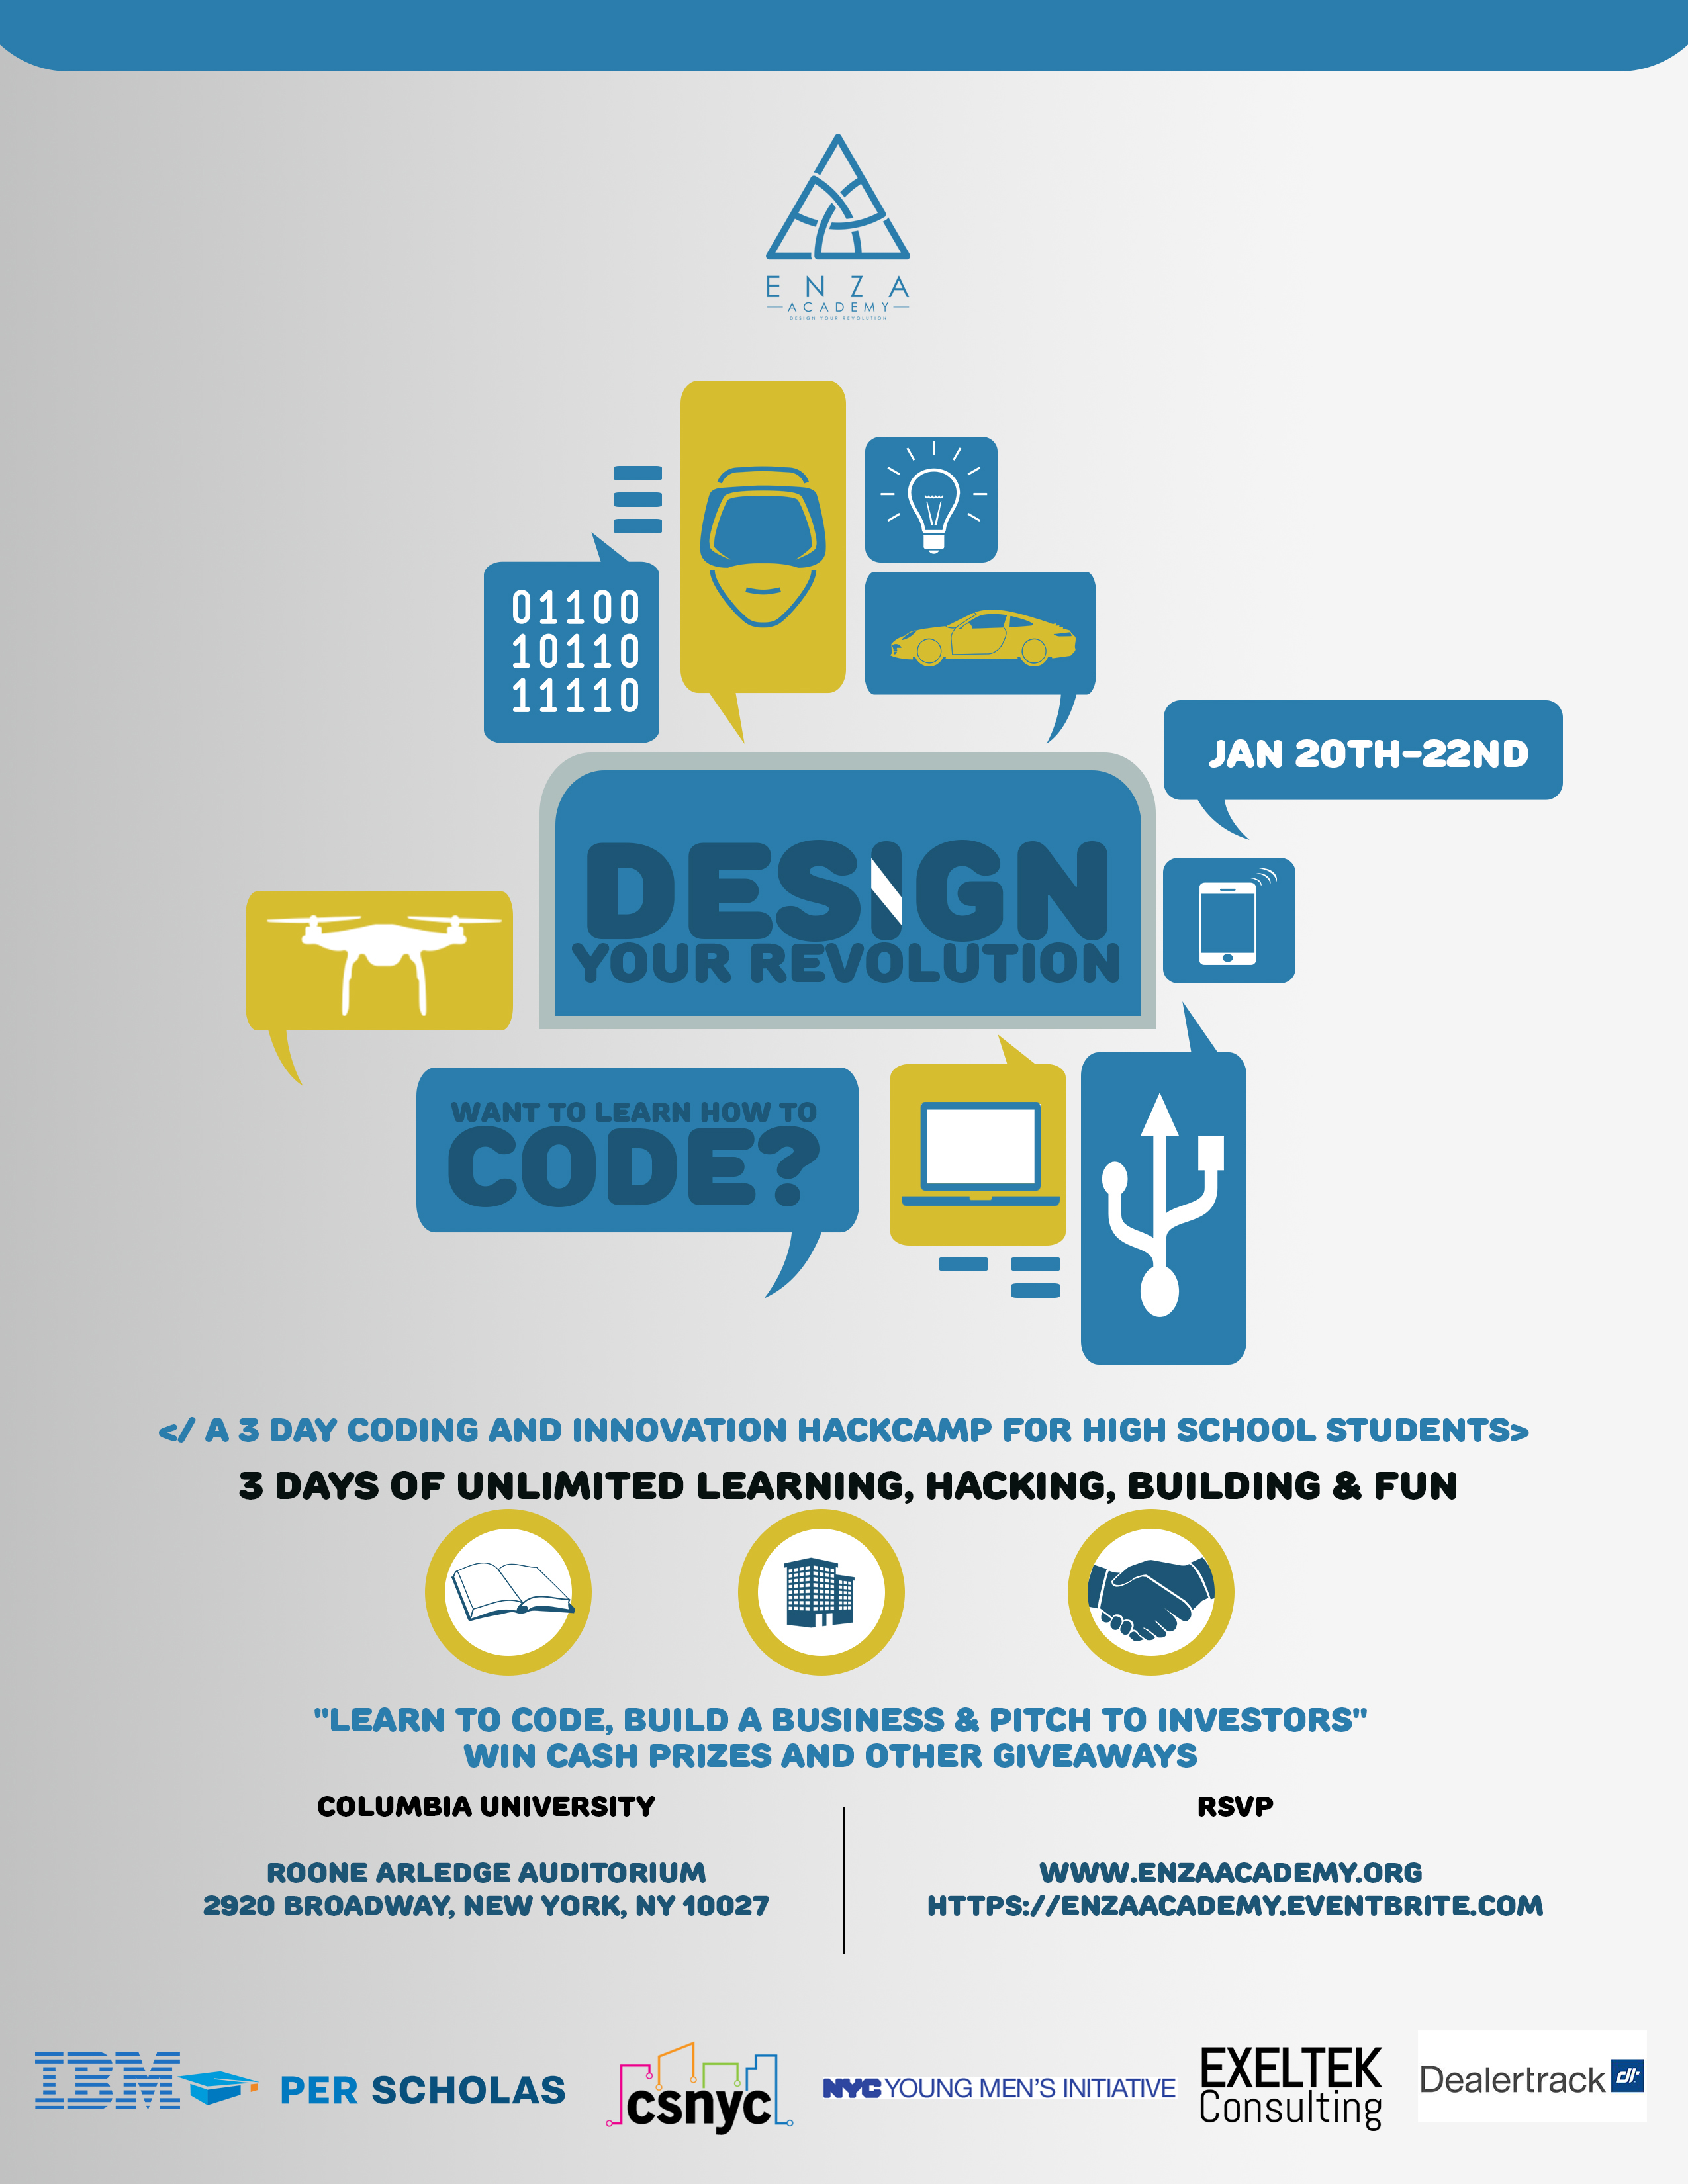 ENZA
ACADEMY
DESIGN YOUR REVOLUTION
01100
10110
11110
JAN 20TH-22ND
DESIGN
YOUR REVOLUTION
WANT TO LEARN HOW TO
CODE?
</ A 3 DAY CODING AND INNOVATION HACKCAMP FOR HIGH SCHOOL STUDENTS>
3 DAYS OF UNLIMITED LEARNING, HACKING, BUILDING & FUN
"LEARN TO CODE, BUILD A BUSINESS & PITCH TO INVESTORS"
WIN CASH PRIZES AND OTHER GIVEAWAYS
COLUMBIA UNIVERSITY
ROONE ARLEDGE AUDITORIUM
2920 BROADWAY, NEW YORK, NY 10027
RSVP
WWW.ENZAACADEMY.ORG
HTTPS://ENZAACADEMY.EVENTBRITE.COM
IBM
PER SCHOLAS
csnyc
NYC YOUNG MEN'S INITIATIVE
EXELTEK
Consulting
Dealertrack dt